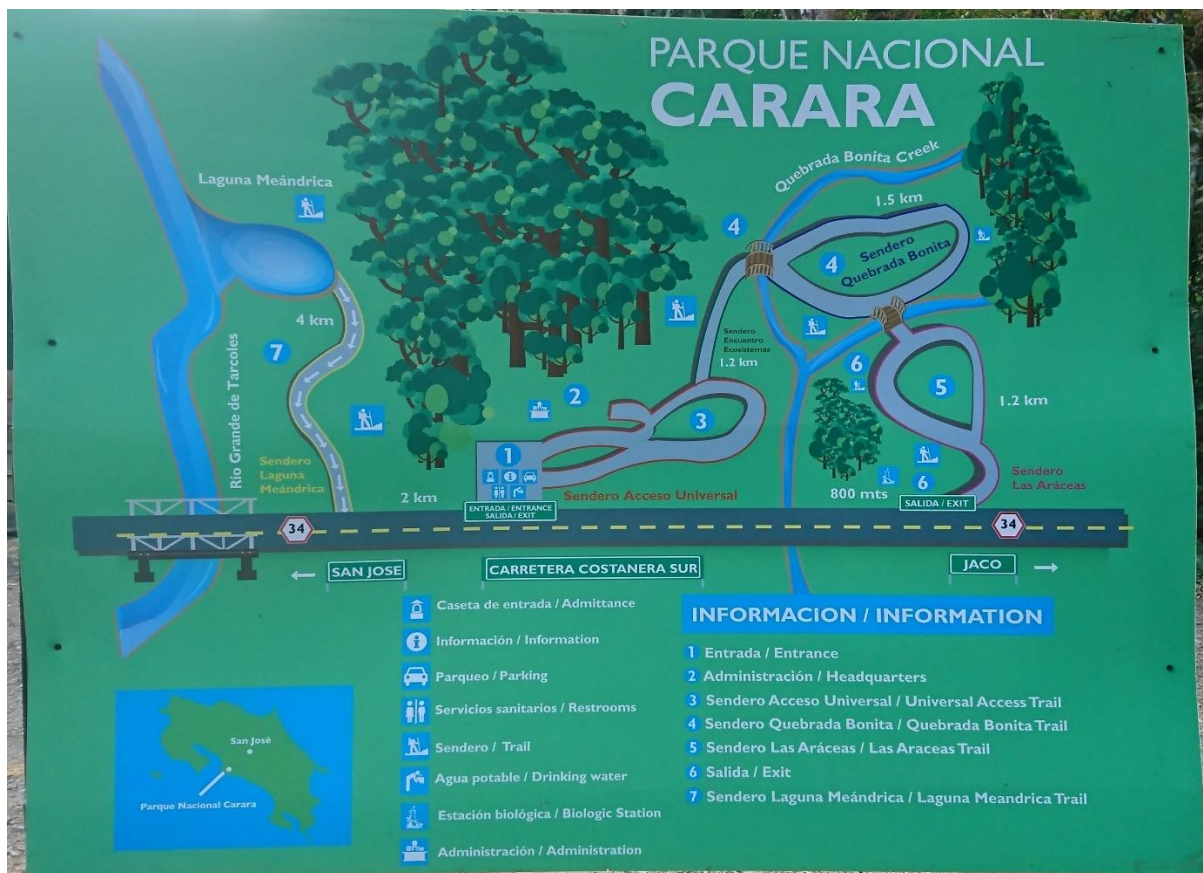 PARQUE NACIONAL
CARARA
Quebrada Bonita Creek
Laguna Meándrica
1.5 km
4
Sendero
Quebrada Bonita
4
4 km
7
Río Grande de Tarcoles
Sendero
Encuentro
Ecosistemas
1.2 km
6
5
1.2 km
2
3
1
Sendero
Laguna
Meándrica
2 km
Sendero Acceso Universal
800 mts
6
Sendero
Las Aráceas
ENTRADA / ENTRANCE
SALIDA / EXIT
SALIDA / EXIT
34
34
SAN JOSE
CARRETERA COSTANERA SUR
JACO
Caseta de entrada / Admittance
Información / Information
Parqueo / Parking
Servicios sanitarios / Restrooms
Sendero / Trail
Agua potable / Drinking water
Estación biológica / Biologic Station
Administración / Administration
INFORMACION / INFORMATION
1 Entrada / Entrance
2 Administración / Headquarters
3 Sendero Acceso Universal / Universal Access Trail
4 Sendero Quebrada Bonita / Quebrada Bonita Trail
5 Sendero Las Aráceas / Las Araceas Trail
6 Salida / Exit
7 Sendero Laguna Meándrica / Laguna Meandrica Trail
San José
Parque Nacional Carara